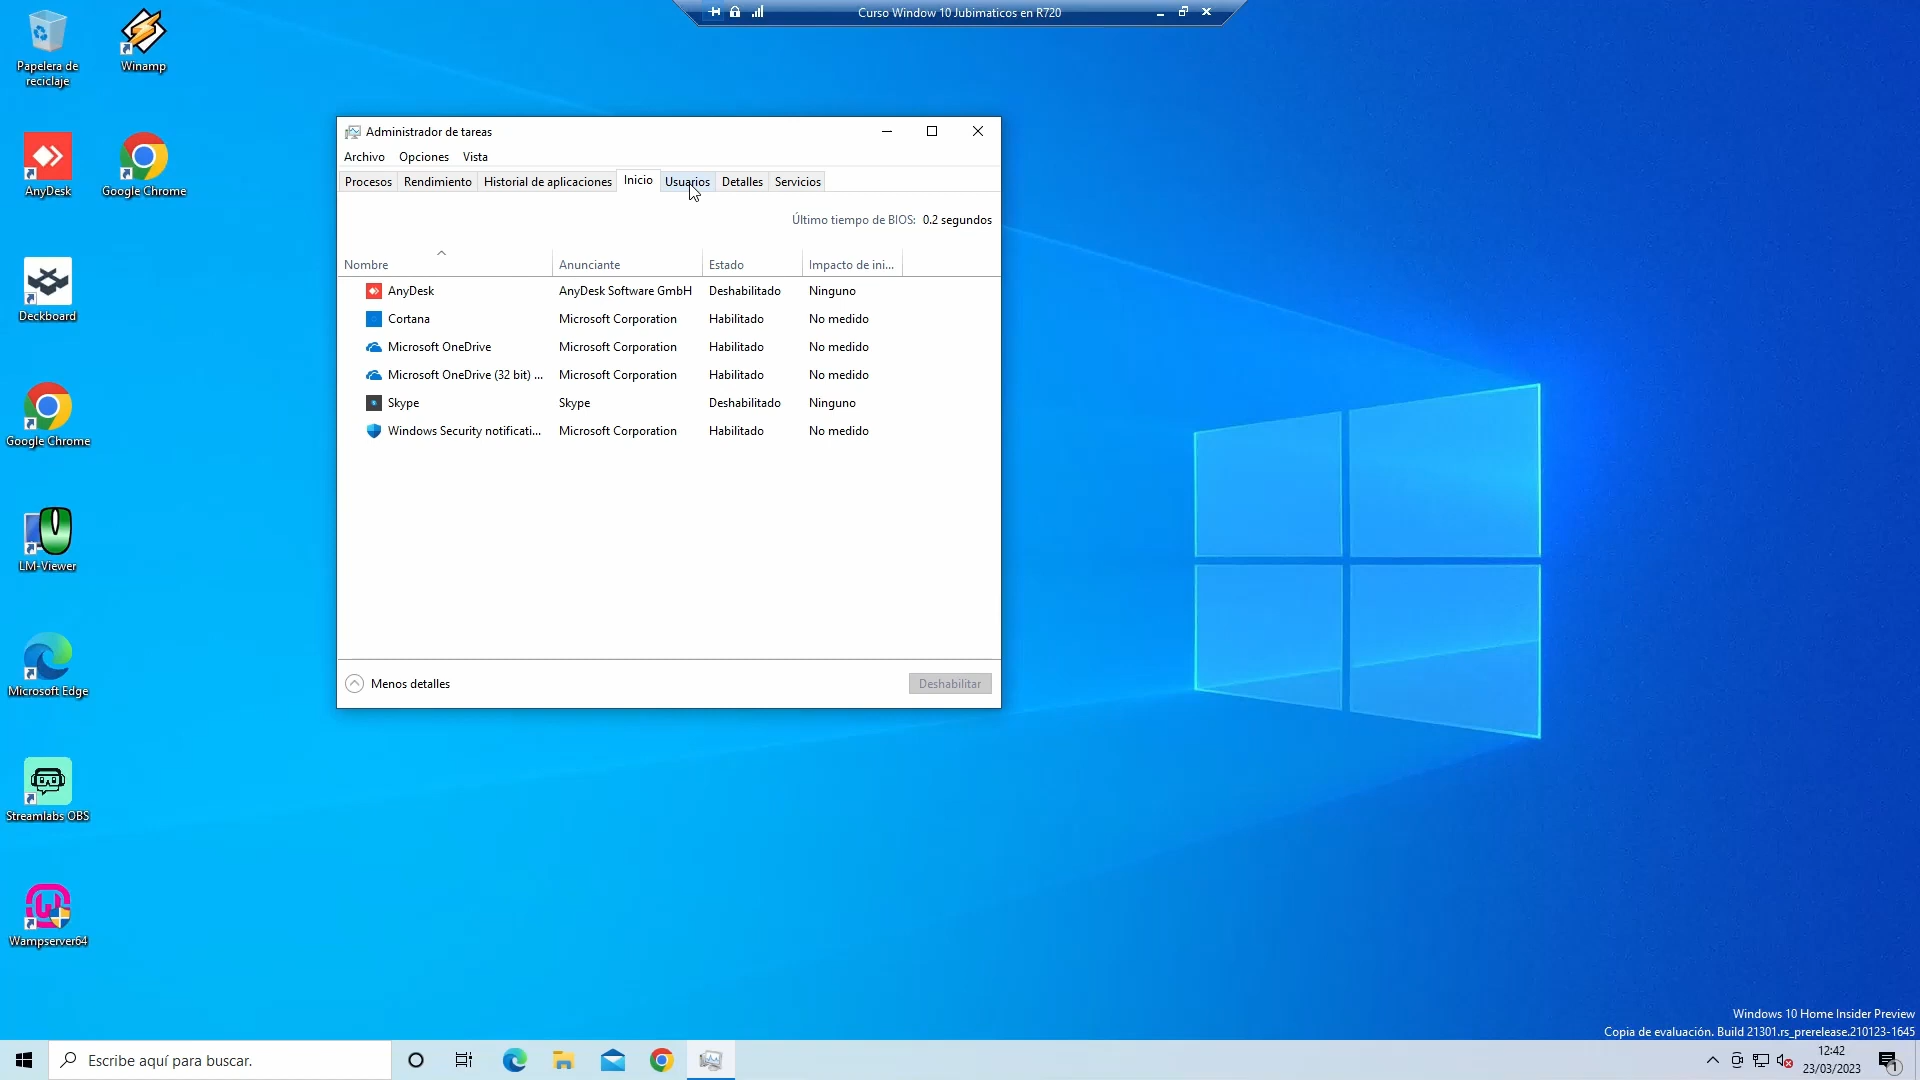 Curso Window 10 Jubimaticos en R720
Papelera de
reciclaje
Winamp
AnyDesk
Google Chrome
Deckboard
Google Chrome
LM-Viewer
Microsoft Edge
Streamlabs OBS
Wampserver64
Administrador de tareas
Archivo Opciones Vista
Procesos Rendimiento Historial de aplicaciones Inicio Usuarios Detalles Servicios
Último tiempo de BIOS: 0.2 segundos
Nombre Anunciante Estado Impacto de ini...
AnyDesk AnyDesk Software GmbH Deshabilitado Ninguno
Cortana Microsoft Corporation Habilitado No medido
Microsoft OneDrive Microsoft Corporation Habilitado No medido
Microsoft OneDrive (32 bit) ... Microsoft Corporation Habilitado No medido
Skype Skype Deshabilitado Ninguno
Windows Security notificati... Microsoft Corporation Habilitado No medido
Menos detalles Deshabilitar
Windows 10 Home Insider Preview
Copia de evaluación. Build 21301.rs_prerelease.210123-1645
Escribe aquí para buscar.
12:42
23/03/2023
1